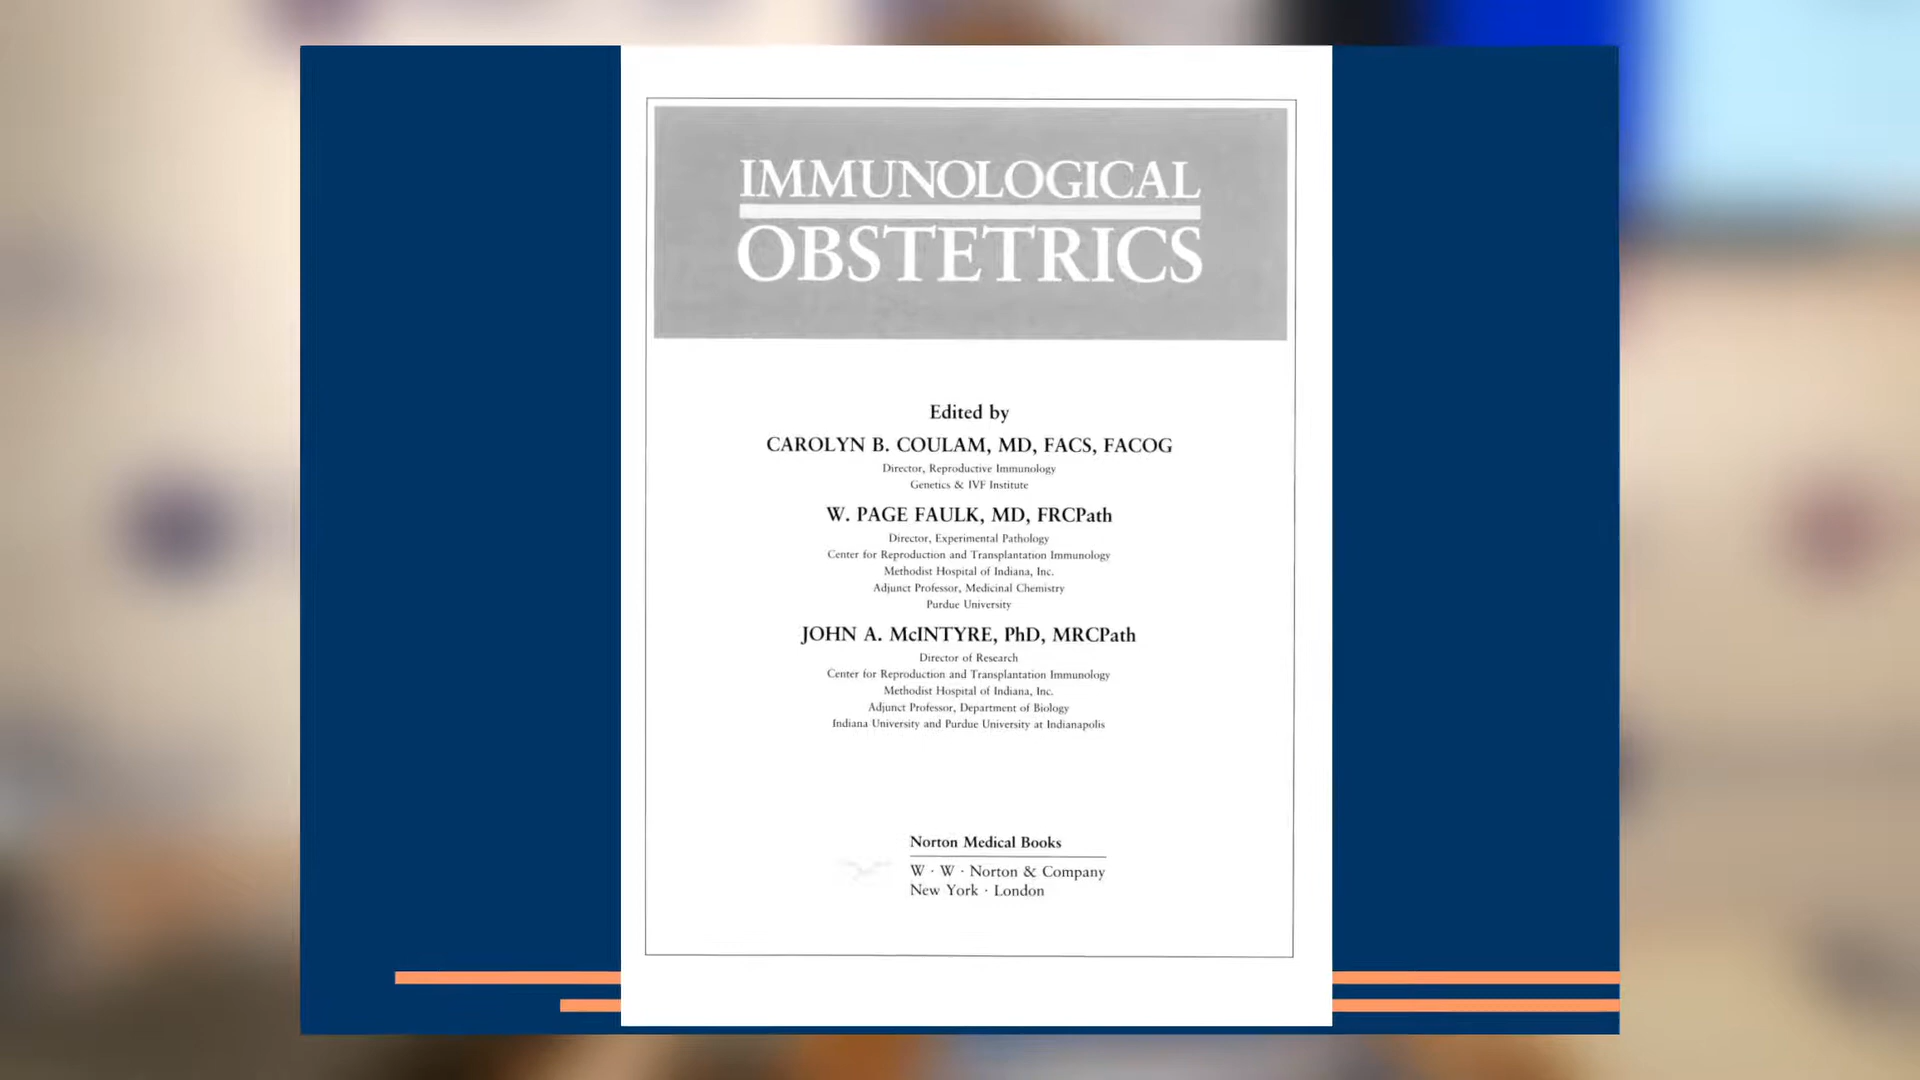 IMMUNOLOGICAL
OBSTETRICS
Edited by
CAROLYN B. COULAM, MD, FACS, FACOG
Director, Reproductive Immunology
Genetics & IVF Institute
W. PAGE FAULK, MD, FRCPath
Director, Experimental Pathology
Center for Reproduction and Transplantation Immunology
Methodist Hospital of Indiana, Inc.
Adjunct Professor, Medicinal Chemistry
Purdue University
JOHN A. McINTYRE, PhD, MRCPath
Director of Research
Center for Reproduction and Transplantation Immunology
Methodist Hospital of Indiana, Inc.
Adjunct Professor, Department of Biology
Indiana University and Purdue University at Indianapolis
Norton Medical Books
W · W · Norton & Company
New York · London